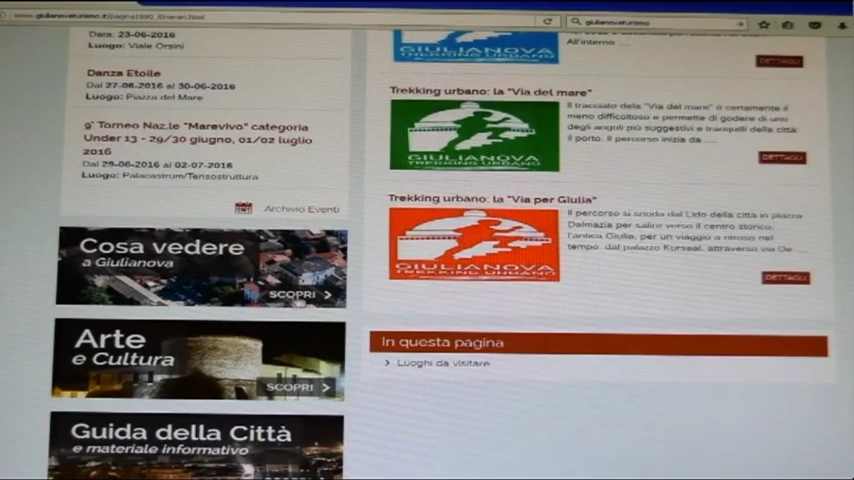 www.giulianovaturismo.it/pagina1890_itinerari.html
giulianovaturismo
Data: 23-06-2016
Luogo: Viale Orsini
Danza Etoile
Dal 27-06-2016 al 30-06-2016
Luogo: Piazza del Mare
9° Torneo Naz.le "Marevivo" categoria
Under 13 - 29/30 giugno, 01/02 luglio
2016
Dal 29-06-2016 al 02-07-2016
Luogo: Palacastrum/Tensostruttura
Archivio Eventi
Cosa vedere
a Giulianova
SCOPRI
Arte
e Cultura
SCOPRI
Guida della Città
e materiale informativo
GIULIANOVA
TREKKING URBANO
All'interno ....
DETTAGLI
Trekking urbano: la "Via del mare"
GIULIANOVA
TREKKING URBANO
Il tracciato dela "Via del mare" è certamente il
meno difficoltoso e permette di godere di uno
degli angoli più suggestivi e tranquilli della città:
il porto. Il percorso inizia da ....
DETTAGLI
Trekking urbano: la "Via per Giulia"
GIULIANOVA
TREKKING URBANO
Il percorso si snoda dal Lido della città in piazza
Dalmazia per salire verso il centro storico,
l'antica Giulia, per un viaggio a ritroso nel
tempo: dal palazzo Kursaal, attraverso via De ...
DETTAGLI
In questa pagina
Luoghi da visitare